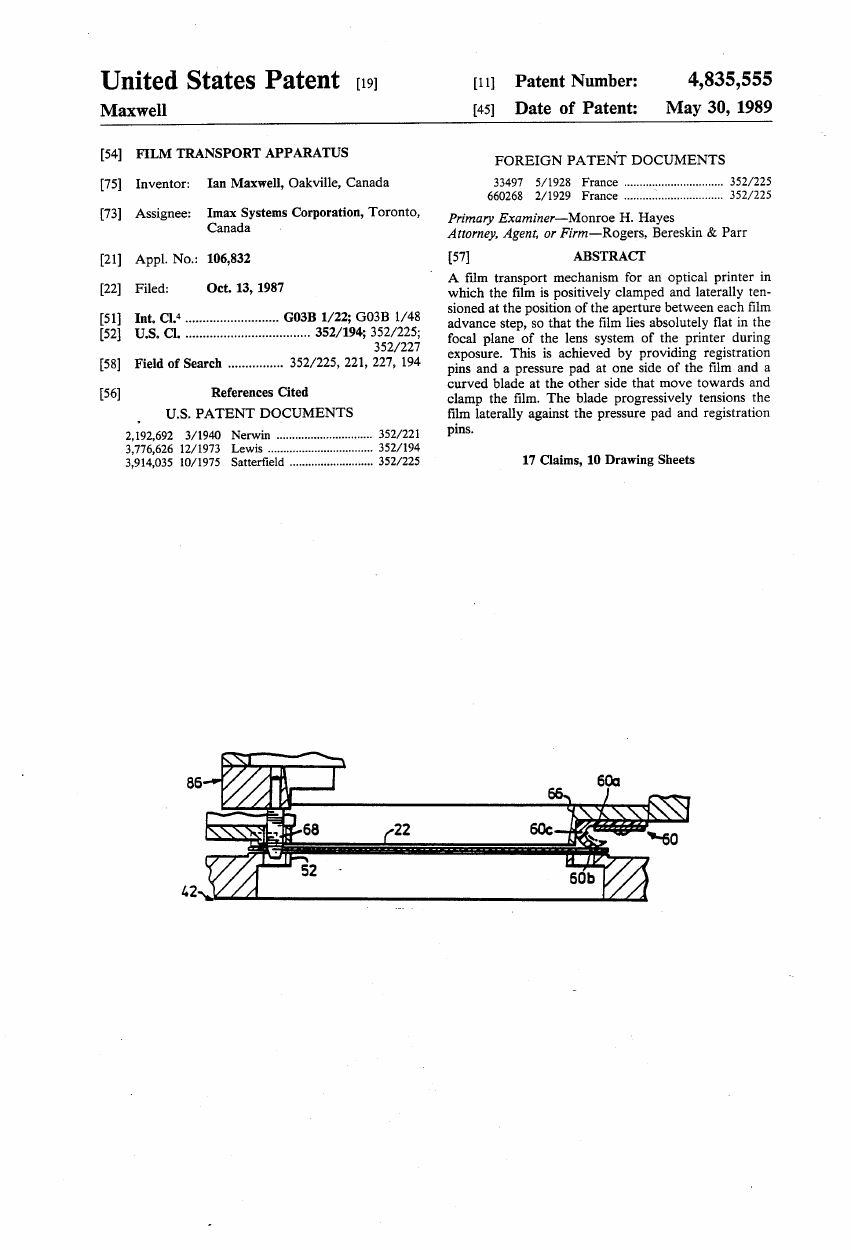 United States Patent [19]
Maxwell
[11] Patent Number: 4,835,555
[45] Date of Patent: May 30, 1989
[54] FILM TRANSPORT APPARATUS
[75] Inventor: Ian Maxwell, Oakville, Canada
[73] Assignee: Imax Systems Corporation, Toronto,
Canada
[21] Appl. No.: 106,832
[22] Filed: Oct. 13, 1987
[51] Int. Cl.⁴ .............................. G03B 1/22; G03B 1/48
[52] U.S. Cl. .................................... 352/194; 352/225;
352/227
[58] Field of Search ................ 352/225, 221, 227, 194
[56] References Cited
U.S. PATENT DOCUMENTS
2,192,692 3/1940 Nerwin ............................... 352/221
3,776,626 12/1973 Lewis .................................. 352/194
3,914,035 10/1975 Satterfield ........................... 352/225
FOREIGN PATENT DOCUMENTS
33497 5/1928 France ................................ 352/225
660268 2/1929 France ................................ 352/225
Primary Examiner—Monroe H. Hayes
Attorney, Agent, or Firm—Rogers, Bereskin & Parr
[57] ABSTRACT
A film transport mechanism for an optical printer in
which the film is positively clamped and laterally ten-
sioned at the position of the aperture between each film
advance step, so that the film lies absolutely flat in the
focal plane of the lens system of the printer during
exposure. This is achieved by providing registration
pins and a pressure pad at one side of the film and a
curved blade at the other side that move towards and
clamp the film. The blade progressively tensions the
film laterally against the pressure pad and registration
pins.
17 Claims, 10 Drawing Sheets
86
66
60a
68
22
60c
60
52
60b
42